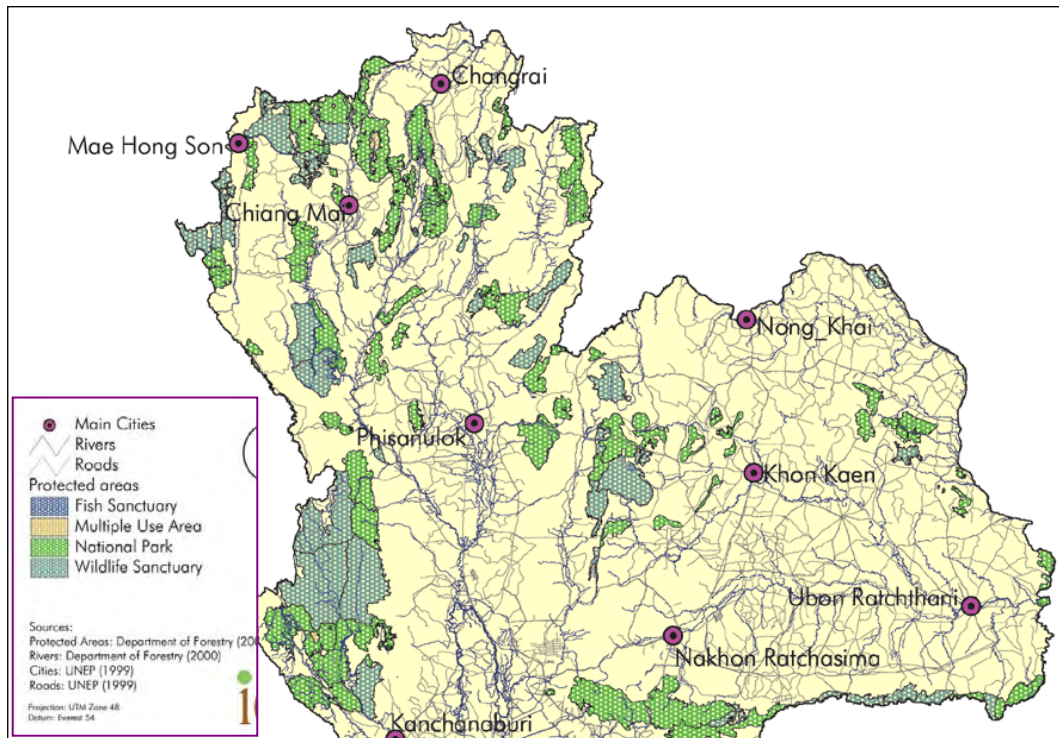 Changrai
Mae Hong Son
Chiang Mai
Nong_Khai
Phisanulok
Khon Kaen
Ubon Ratchthani
Nakhon Ratchasima
Kanchanaburi
Main Cities
Rivers
Roads
Protected areas
Fish Sanctuary
Multiple Use Area
National Park
Wildlife Sanctuary
Sources:
Protected Areas: Department of Forestry (20
Rivers: Department of Forestry (2000)
Cities: UNEP (1999)
Roads: UNEP (1999)
Projection: UTM Zone 48
Datum: Everest 54